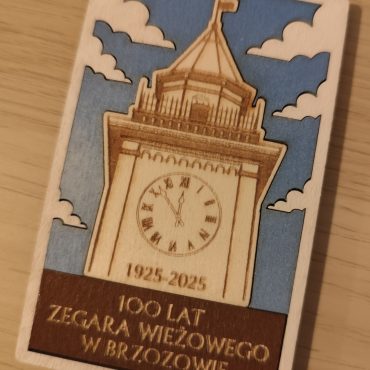 1925-2025
100 LAT
ZEGARA WIEŻOWEGO
W BRZOZOWIE